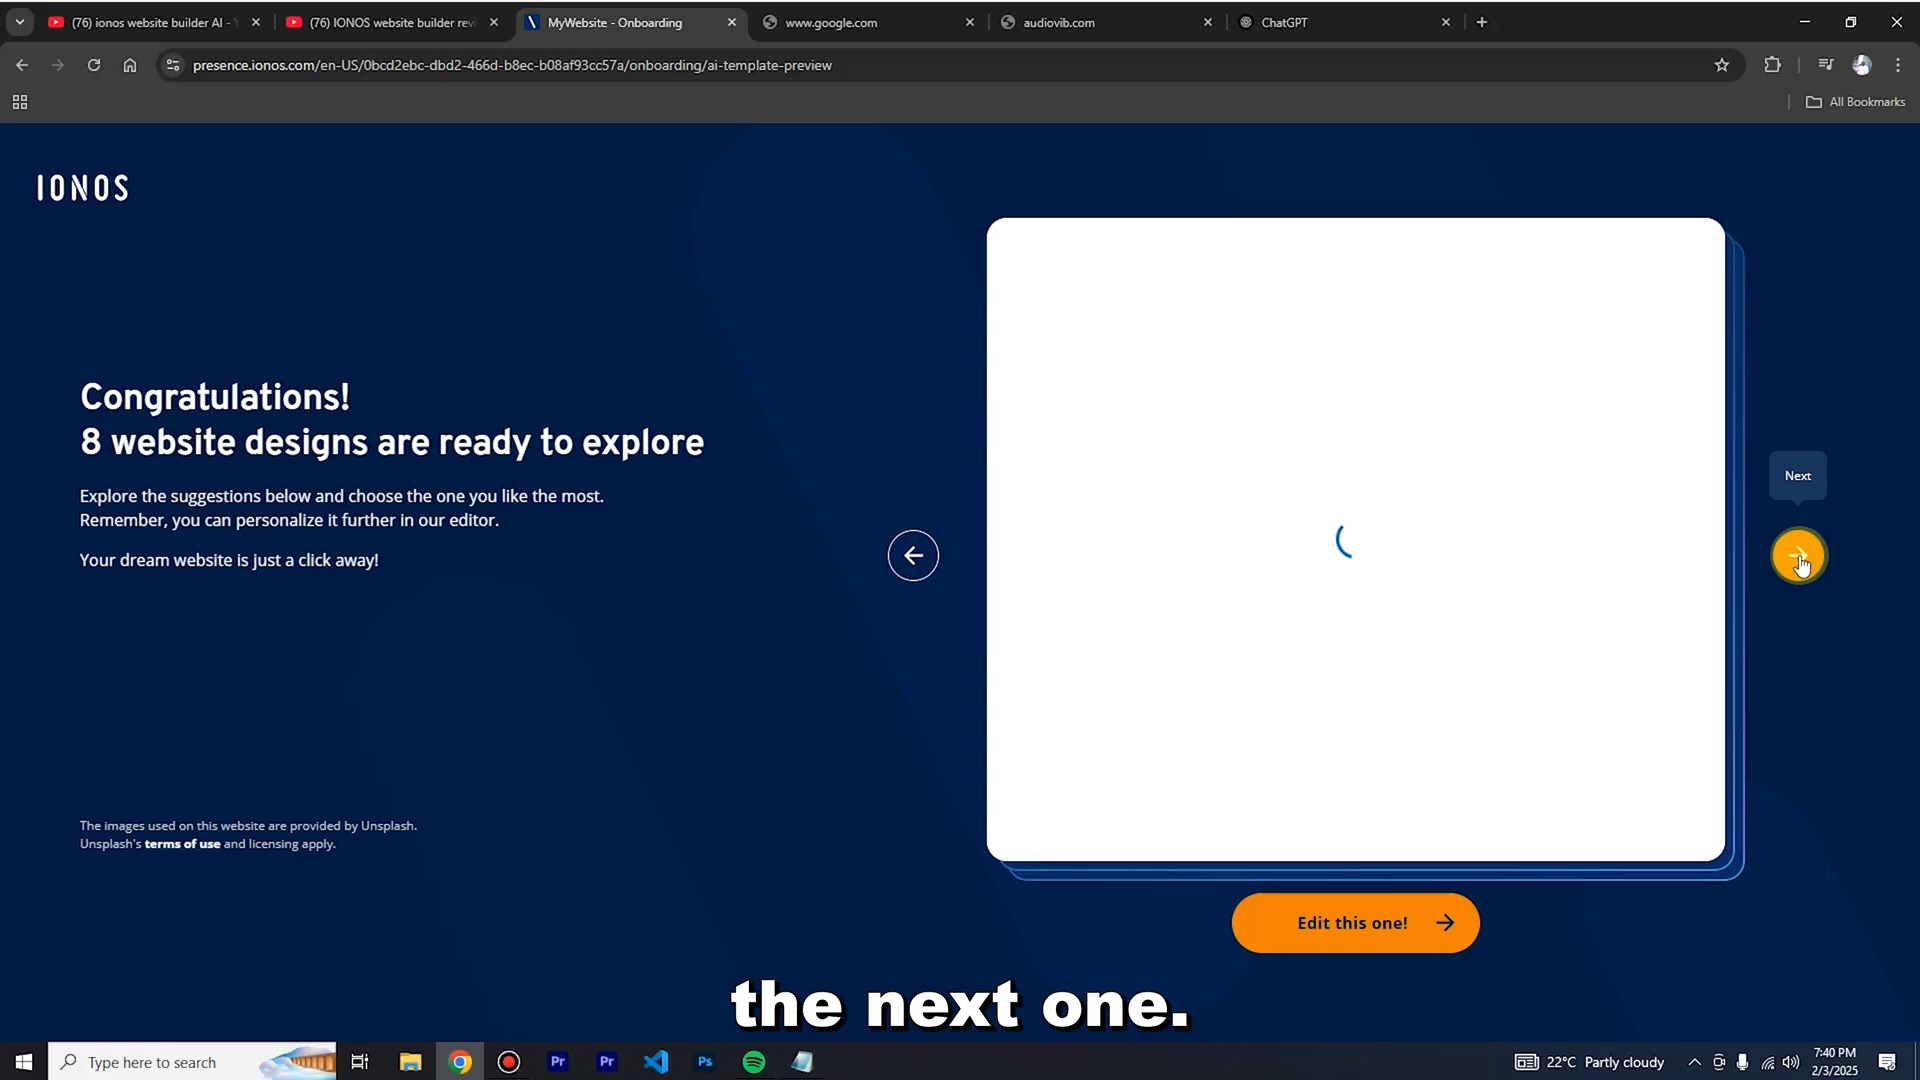 (76) ionos website builder AI - Y
(76) IONOS website builder rev
MyWebsite - Onboarding
www.google.com
audiovib.com
ChatGPT
presence.ionos.com/en-US/0bcd2ebc-dbd2-466d-b8ec-b08af93cc57a/onboarding/ai-template-preview
All Bookmarks
IONOS
Congratulations!
8 website designs are ready to explore
Explore the suggestions below and choose the one you like the most.
Remember, you can personalize it further in our editor.
Your dream website is just a click away!
Next
The images used on this website are provided by Unsplash.
Unsplash's terms of use and licensing apply.
Edit this one!
the next one.
Type here to search
Pr
Pr
Ps
22°C Partly cloudy
7:40 PM
2/3/2025